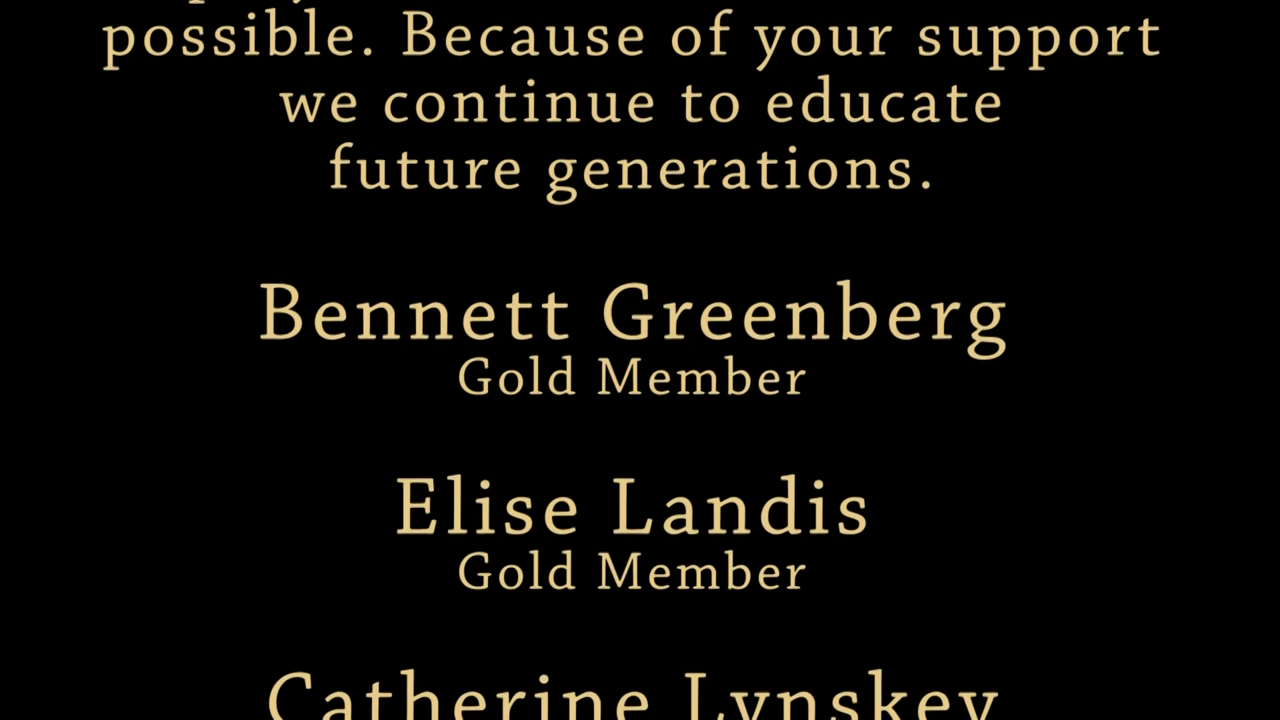 possible. Because of your support
we continue to educate
future generations.
Bennett Greenberg
Gold Member
Elise Landis
Gold Member
Catherine Lynskey